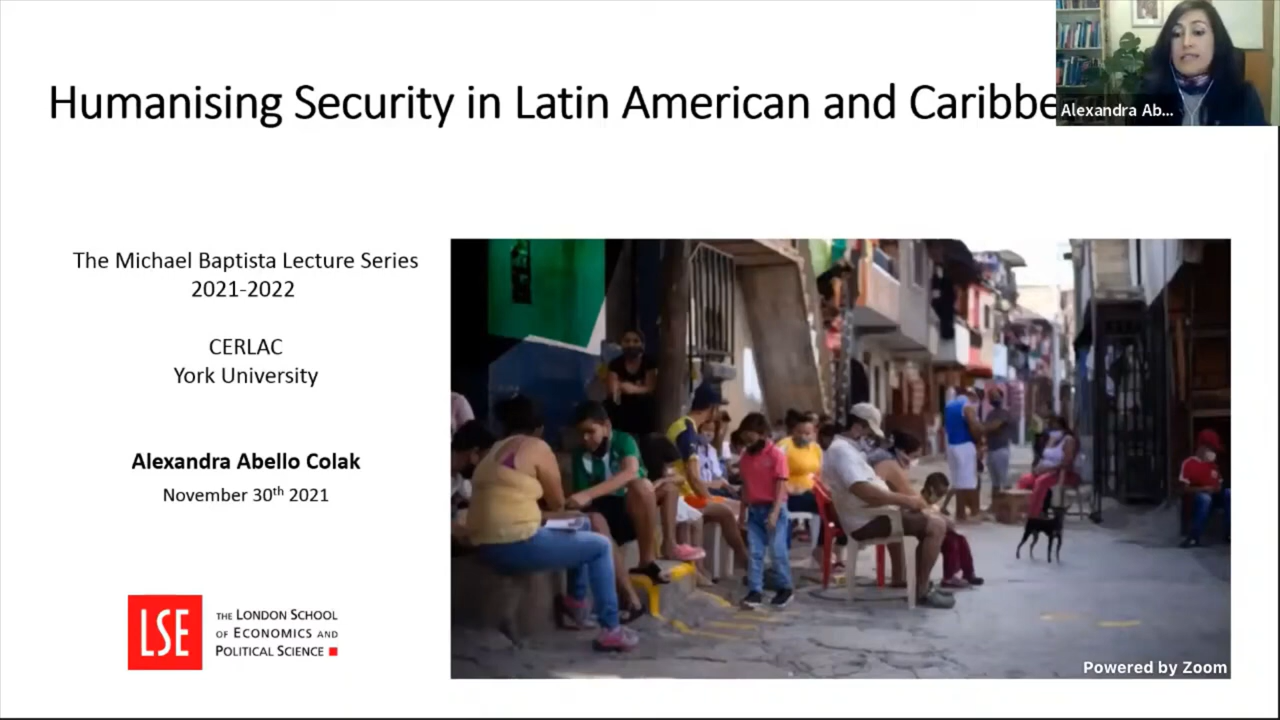 Humanising Security in Latin American and Caribbe
Alexandra Ab...
The Michael Baptista Lecture Series
2021-2022
CERLAC
York University
Alexandra Abello Colak
November 30th 2021
LSE
THE LONDON SCHOOL
OF ECONOMICS AND
POLITICAL SCIENCE
Powered by Zoom